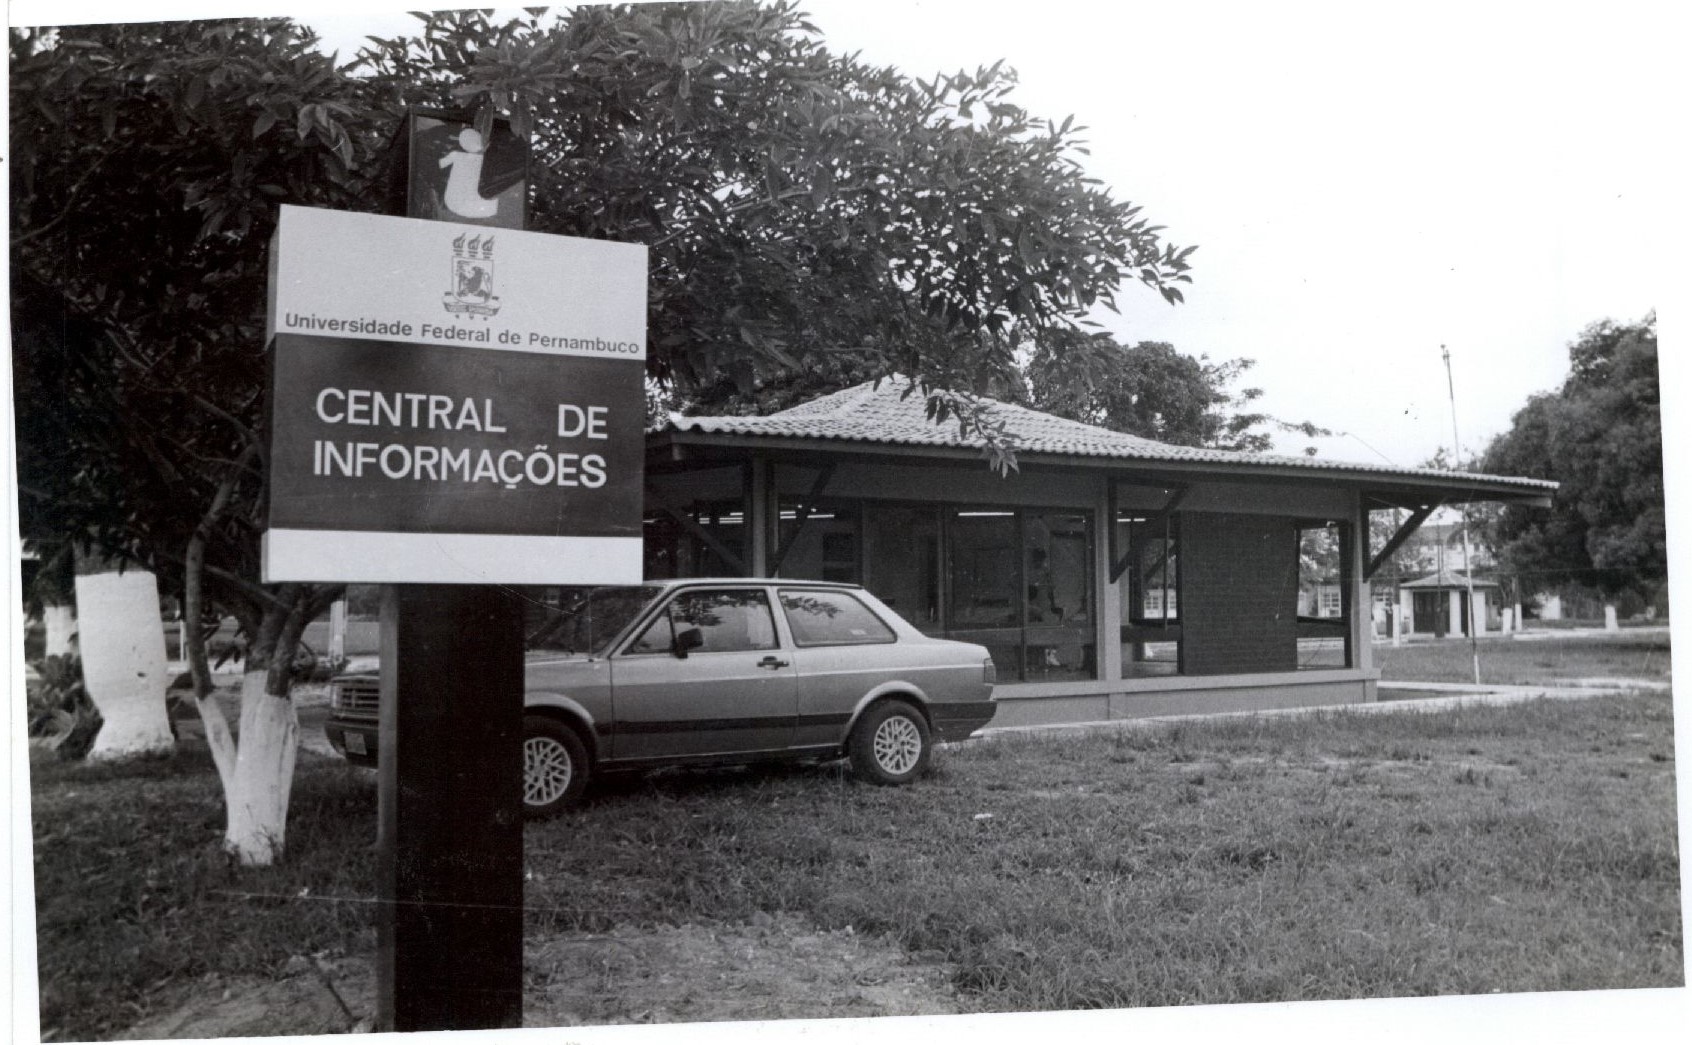 i
Universidade Federal de Pernambuco
CENTRAL DE
INFORMAÇÕES